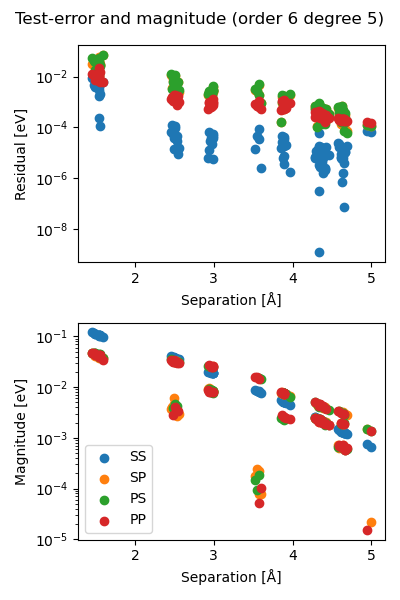 Test-error and magnitude (order 6 degree 5)
10⁻²
10⁻⁴
10⁻⁶
10⁻⁸
Residual [eV]
2 3 4 5
Separation [Å]
10⁻¹
10⁻²
10⁻³
10⁻⁴
10⁻⁵
Magnitude [eV]
SS
SP
PS
PP
2 3 4 5
Separation [Å]